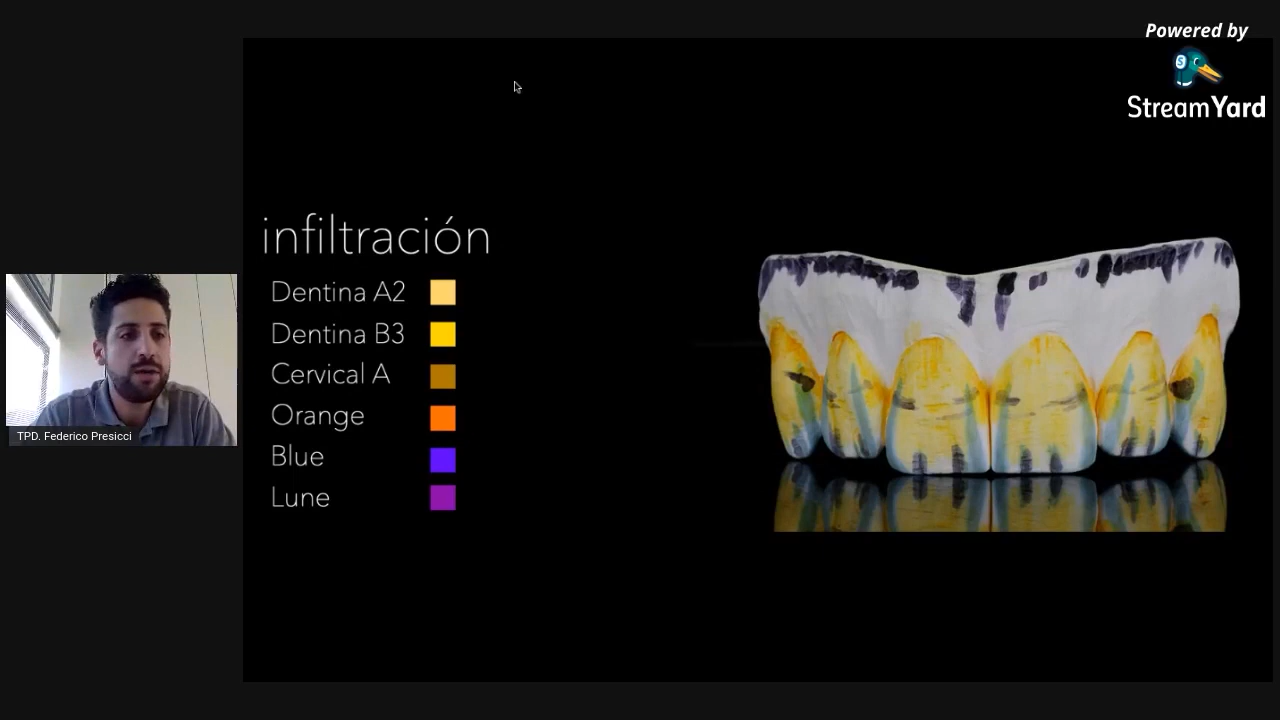 Powered by
StreamYard
infiltración
Dentina A2
Dentina B3
Cervical A
Orange
Blue
Lune
TPD. Federico Presicci